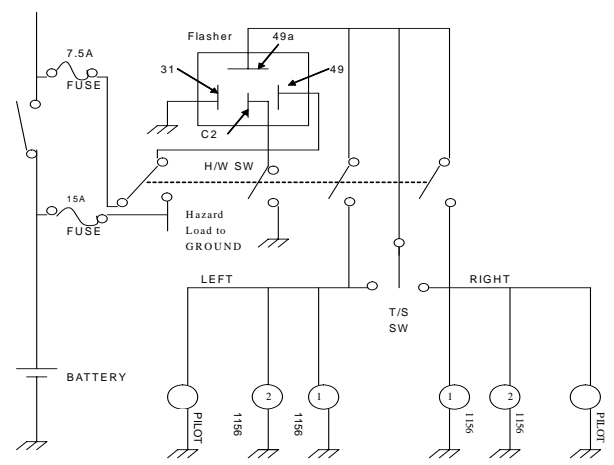 Flasher
49a
7.5A
FUSE
31
49
C2
H/W SW
15A
FUSE
Hazard
Load to
GROUND
LEFT
RIGHT
T/S
SW
BATTERY
2
1
1
2
PILOT
1156
1156
1156
1156
PILOT